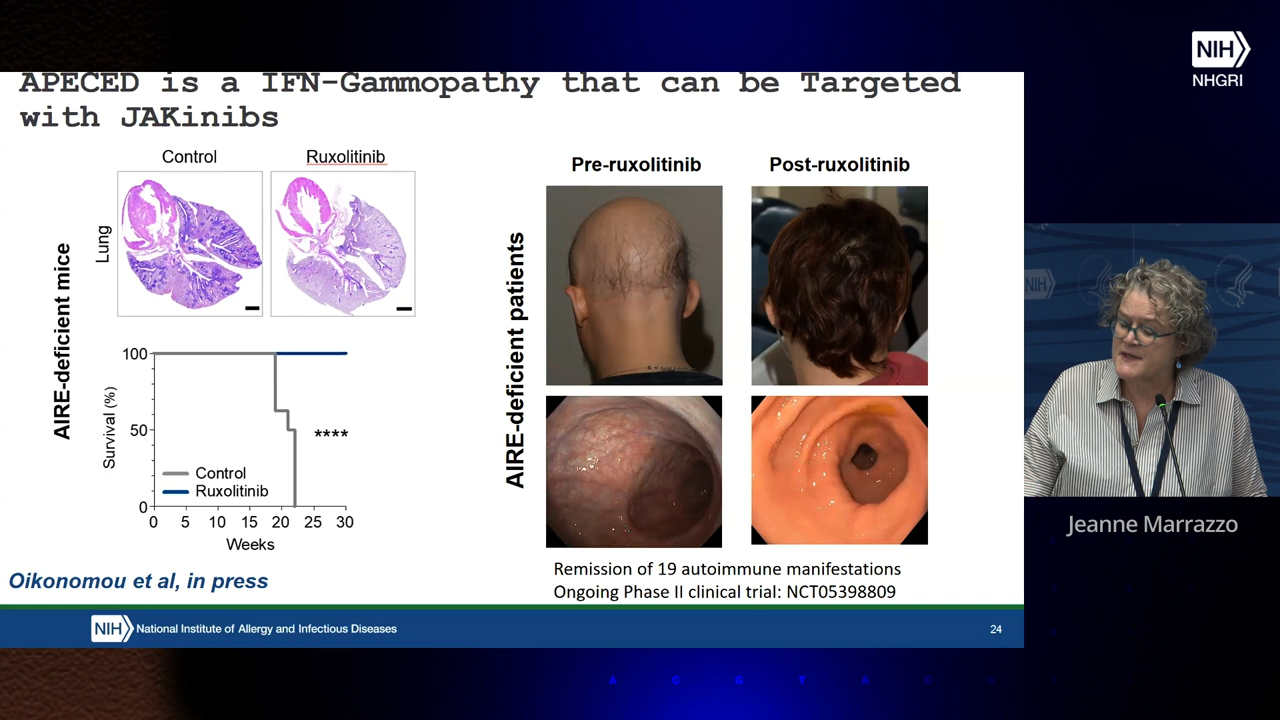 NIH
NHGRI
APECED is a IFN-Gammopathy that can be Targeted
with JAKinibs
Control
Ruxolitinib
Lung
AIRE-deficient mice
100
50
0
Survival (%)
****
Control
Ruxolitinib
0 5 10 15 20 25 30
Weeks
Oikonomou et al, in press
Pre-ruxolitinib
Post-ruxolitinib
AIRE-deficient patients
Remission of 19 autoimmune manifestations
Ongoing Phase II clinical trial: NCT05398809
NIH National Institute of Allergy and Infectious Diseases
24
NIH
Jeanne Marrazzo
A C G T A C G T